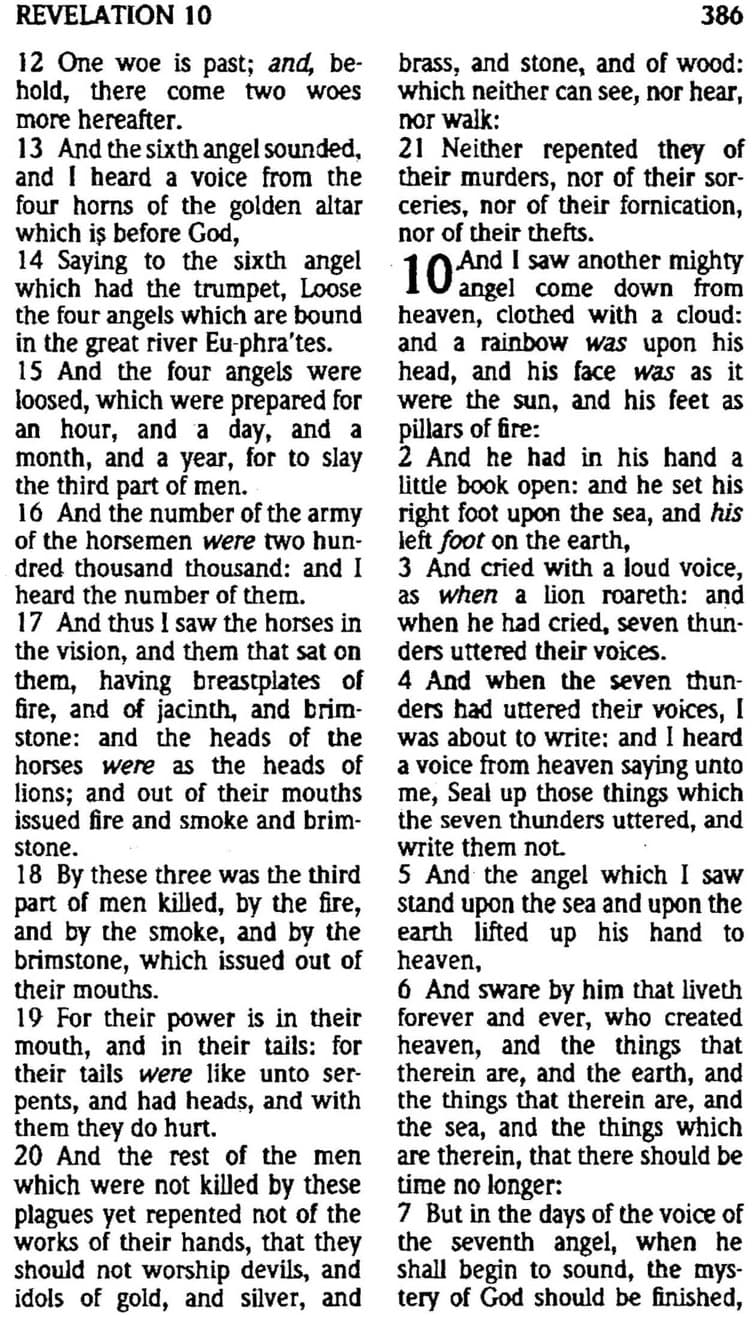 REVELATION 10 386
12 One woe is past; and, be-
hold, there come two woes
more hereafter.
13 And the sixth angel sounded,
and I heard a voice from the
four horns of the golden altar
which is before God,
14 Saying to the sixth angel
which had the trumpet, Loose
the four angels which are bound
in the great river Eu-phra'tes.
15 And the four angels were
loosed, which were prepared for
an hour, and a day, and a
month, and a year, for to slay
the third part of men.
16 And the number of the army
of the horsemen were two hun-
dred thousand thousand: and I
heard the number of them.
17 And thus I saw the horses in
the vision, and them that sat on
them, having breastplates of
fire, and of jacinth, and brim-
stone: and the heads of the
horses were as the heads of
lions; and out of their mouths
issued fire and smoke and brim-
stone.
18 By these three was the third
part of men killed, by the fire,
and by the smoke, and by the
brimstone, which issued out of
their mouths.
19 For their power is in their
mouth, and in their tails: for
their tails were like unto ser-
pents, and had heads, and with
them they do hurt.
20 And the rest of the men
which were not killed by these
plagues yet repented not of the
works of their hands, that they
should not worship devils, and
idols of gold, and silver, and
brass, and stone, and of wood:
which neither can see, nor hear,
nor walk:
21 Neither repented they of
their murders, nor of their sor-
ceries, nor of their fornication,
nor of their thefts.
10 And I saw another mighty
angel come down from
heaven, clothed with a cloud:
and a rainbow was upon his
head, and his face was as it
were the sun, and his feet as
pillars of fire:
2 And he had in his hand a
little book open: and he set his
right foot upon the sea, and his
left foot on the earth,
3 And cried with a loud voice,
as when a lion roareth: and
when he had cried, seven thun-
ders uttered their voices.
4 And when the seven thun-
ders had uttered their voices, I
was about to write: and I heard
a voice from heaven saying unto
me, Seal up those things which
the seven thunders uttered, and
write them not.
5 And the angel which I saw
stand upon the sea and upon the
earth lifted up his hand to
heaven,
6 And sware by him that liveth
forever and ever, who created
heaven, and the things that
therein are, and the earth, and
the things that therein are, and
the sea, and the things which
are therein, that there should be
time no longer:
7 But in the days of the voice of
the seventh angel, when he
shall begin to sound, the mys-
tery of God should be finished,